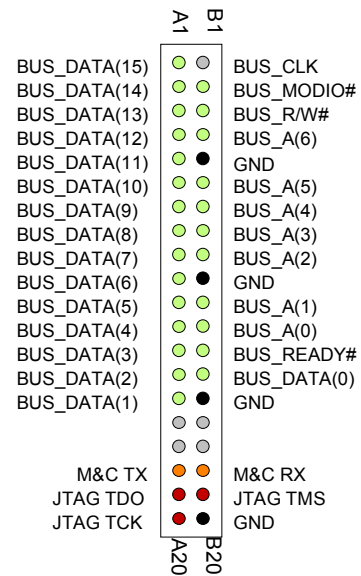 A1 B1
BUS_DATA(15) BUS_CLK
BUS_DATA(14) BUS_MODIO#
BUS_DATA(13) BUS_R/W#
BUS_DATA(12) BUS_A(6)
BUS_DATA(11) GND
BUS_DATA(10) BUS_A(5)
BUS_DATA(9) BUS_A(4)
BUS_DATA(8) BUS_A(3)
BUS_DATA(7) BUS_A(2)
BUS_DATA(6) GND
BUS_DATA(5) BUS_A(1)
BUS_DATA(4) BUS_A(0)
BUS_DATA(3) BUS_READY#
BUS_DATA(2) BUS_DATA(0)
BUS_DATA(1) GND
M&C TX M&C RX
JTAG TDO JTAG TMS
JTAG TCK GND
A20 B20